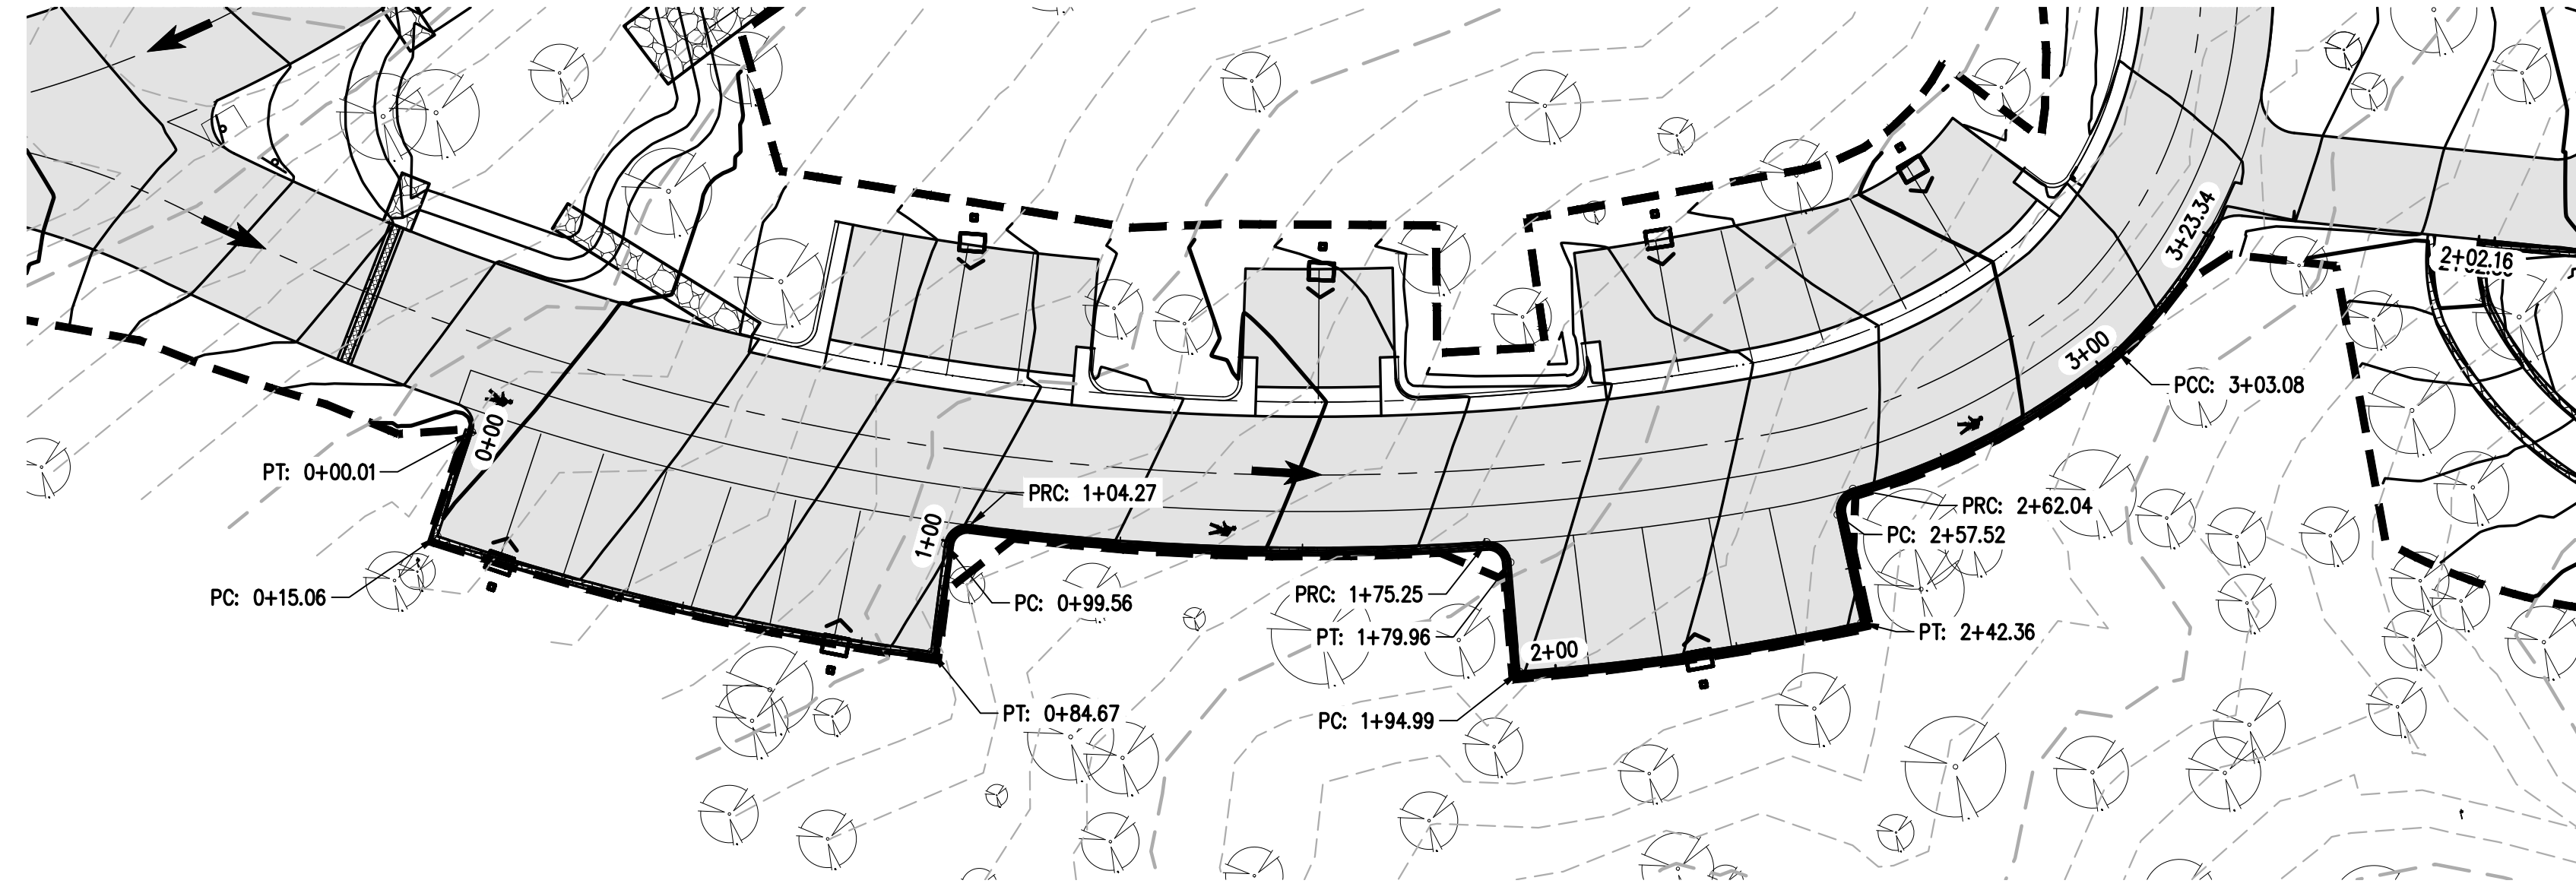 3+23.34
2+02.16
3+00
PCC: 3+03.08
0+00
PT: 0+00.01
PRC: 1+04.27
PRC: 2+62.04
1+00
PC: 2+57.52
PC: 0+15.06
PC: 0+99.56
PRC: 1+75.25
PT: 1+79.96
PT: 2+42.36
2+00
PT: 0+84.67
PC: 1+94.99